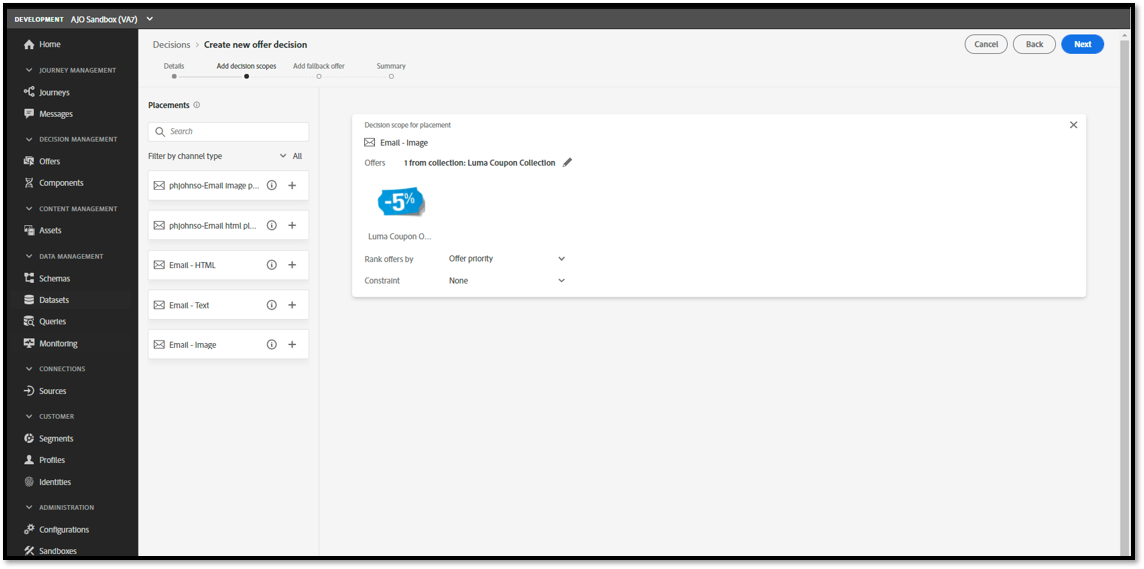 DEVELOPMENT AJO Sandbox (VA7)
Home
JOURNEY MANAGEMENT
Journeys
Messages
DECISION MANAGEMENT
Offers
Components
CONTENT MANAGEMENT
Assets
DATA MANAGEMENT
Schemas
Datasets
Queries
Monitoring
CONNECTIONS
Sources
CUSTOMER
Segments
Profiles
Identities
ADMINISTRATION
Configurations
Sandboxes
Decisions > Create new offer decision
Cancel
Back
Next
Details
Add decision scopes
Add fallback offer
Summary
Placements
Search
Filter by channel type All
phjohnso-Email image p...
phjohnso-Email html pl...
Email - HTML
Email - Text
Email - Image
Decision scope for placement
Email - Image
Offers 1 from collection: Luma Coupon Collection
-5%
Luma Coupon O...
Rank offers by Offer priority
Constraint None